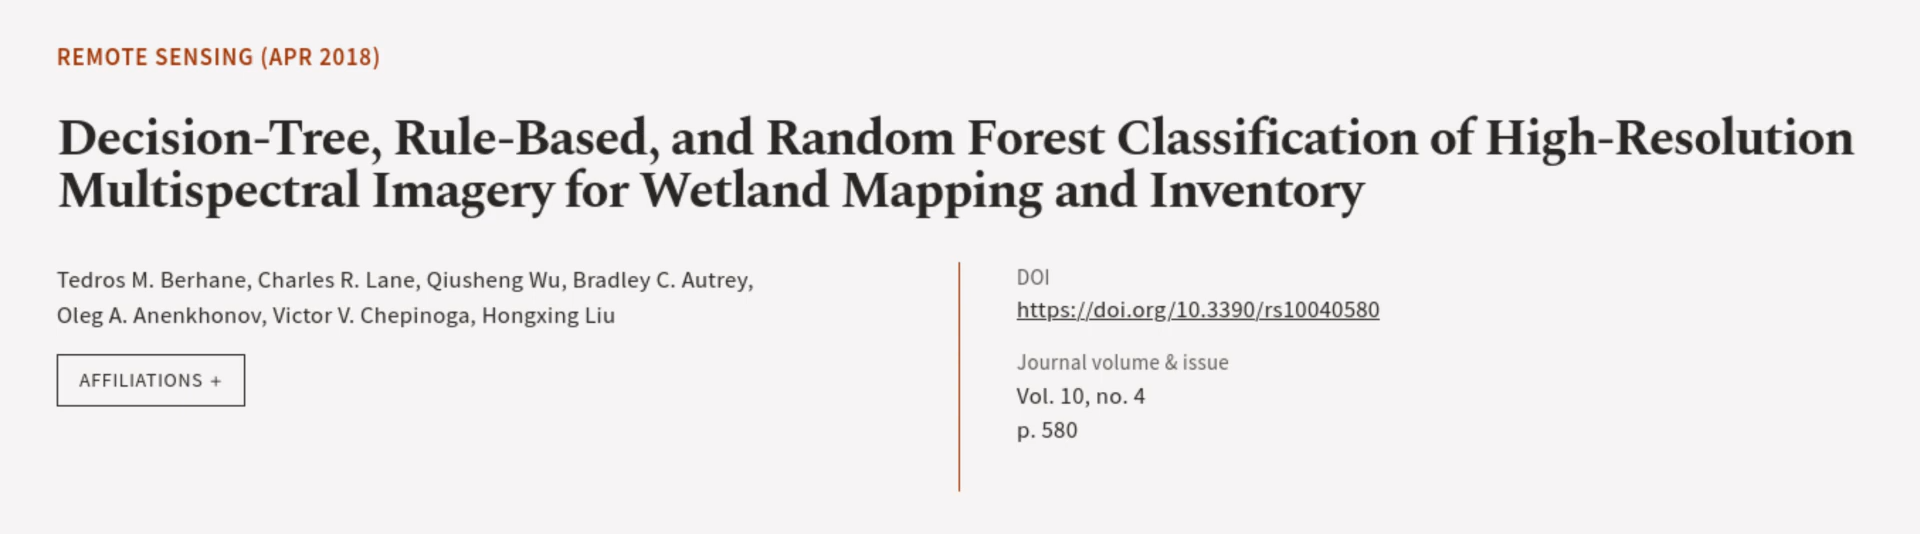 REMOTE SENSING (APR 2018)
Decision-Tree, Rule-Based, and Random Forest Classification of High-Resolution
Multispectral Imagery for Wetland Mapping and Inventory
Tedros M. Berhane, Charles R. Lane, Qiusheng Wu, Bradley C. Autrey,
Oleg A. Anenkhonov, Victor V. Chepinoga, Hongxing Liu
AFFILIATIONS +
DOI
https://doi.org/10.3390/rs10040580
Journal volume & issue
Vol. 10, no. 4
p. 580